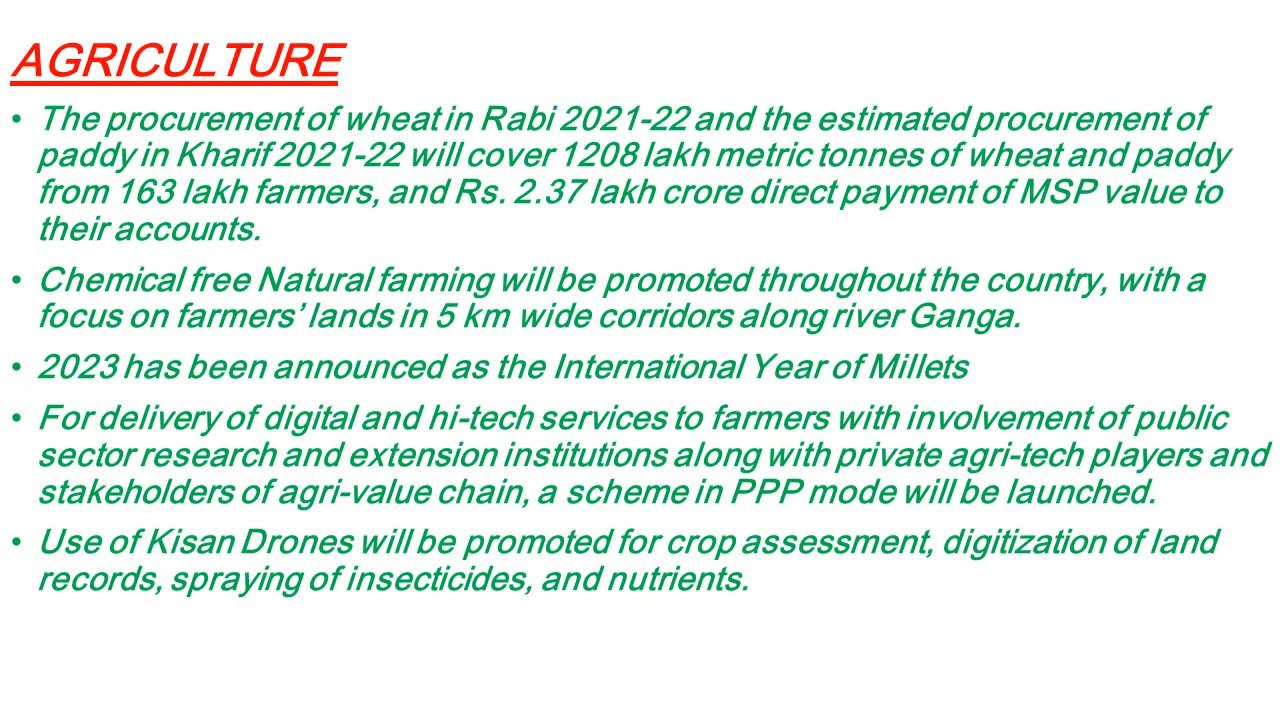 AGRICULTURE
• The procurement of wheat in Rabi 2021-22 and the estimated procurement of
paddy in Kharif 2021-22 will cover 1208 lakh metric tonnes of wheat and paddy
from 163 lakh farmers, and Rs. 2.37 lakh crore direct payment of MSP value to
their accounts.
• Chemical free Natural farming will be promoted throughout the country, with a
focus on farmers’ lands in 5 km wide corridors along river Ganga.
• 2023 has been announced as the International Year of Millets
• For delivery of digital and hi-tech services to farmers with involvement of public
sector research and extension institutions along with private agri-tech players and
stakeholders of agri-value chain, a scheme in PPP mode will be launched.
• Use of Kisan Drones will be promoted for crop assessment, digitization of land
records, spraying of insecticides, and nutrients.